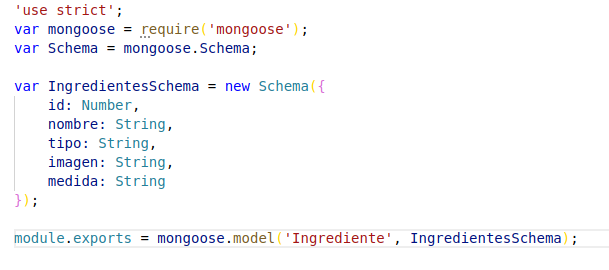 'use strict';
var mongoose = require('mongoose');
var Schema = mongoose.Schema;
var IngredientesSchema = new Schema({
    id: Number,
    nombre: String,
    tipo: String,
    imagen: String,
    medida: String
});
module.exports = mongoose.model('Ingrediente', IngredientesSchema);